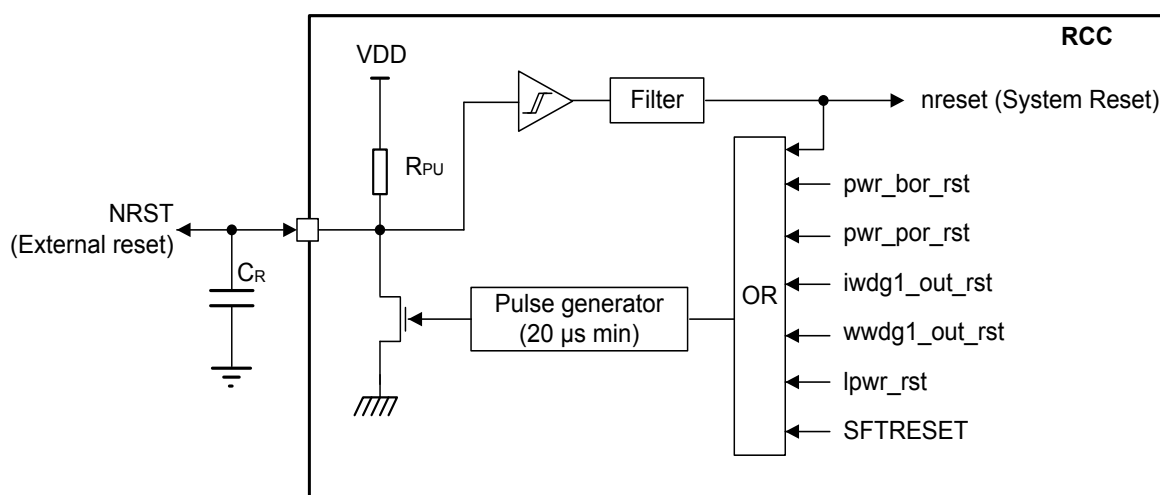 RCC
VDD
Filter
nreset (System Reset)
RPU
pwr_bor_rst
NRST
(External reset)
pwr_por_rst
CR
iwdg1_out_rst
OR
Pulse generator
(20 µs min)
wwdg1_out_rst
lpwr_rst
SFTRESET